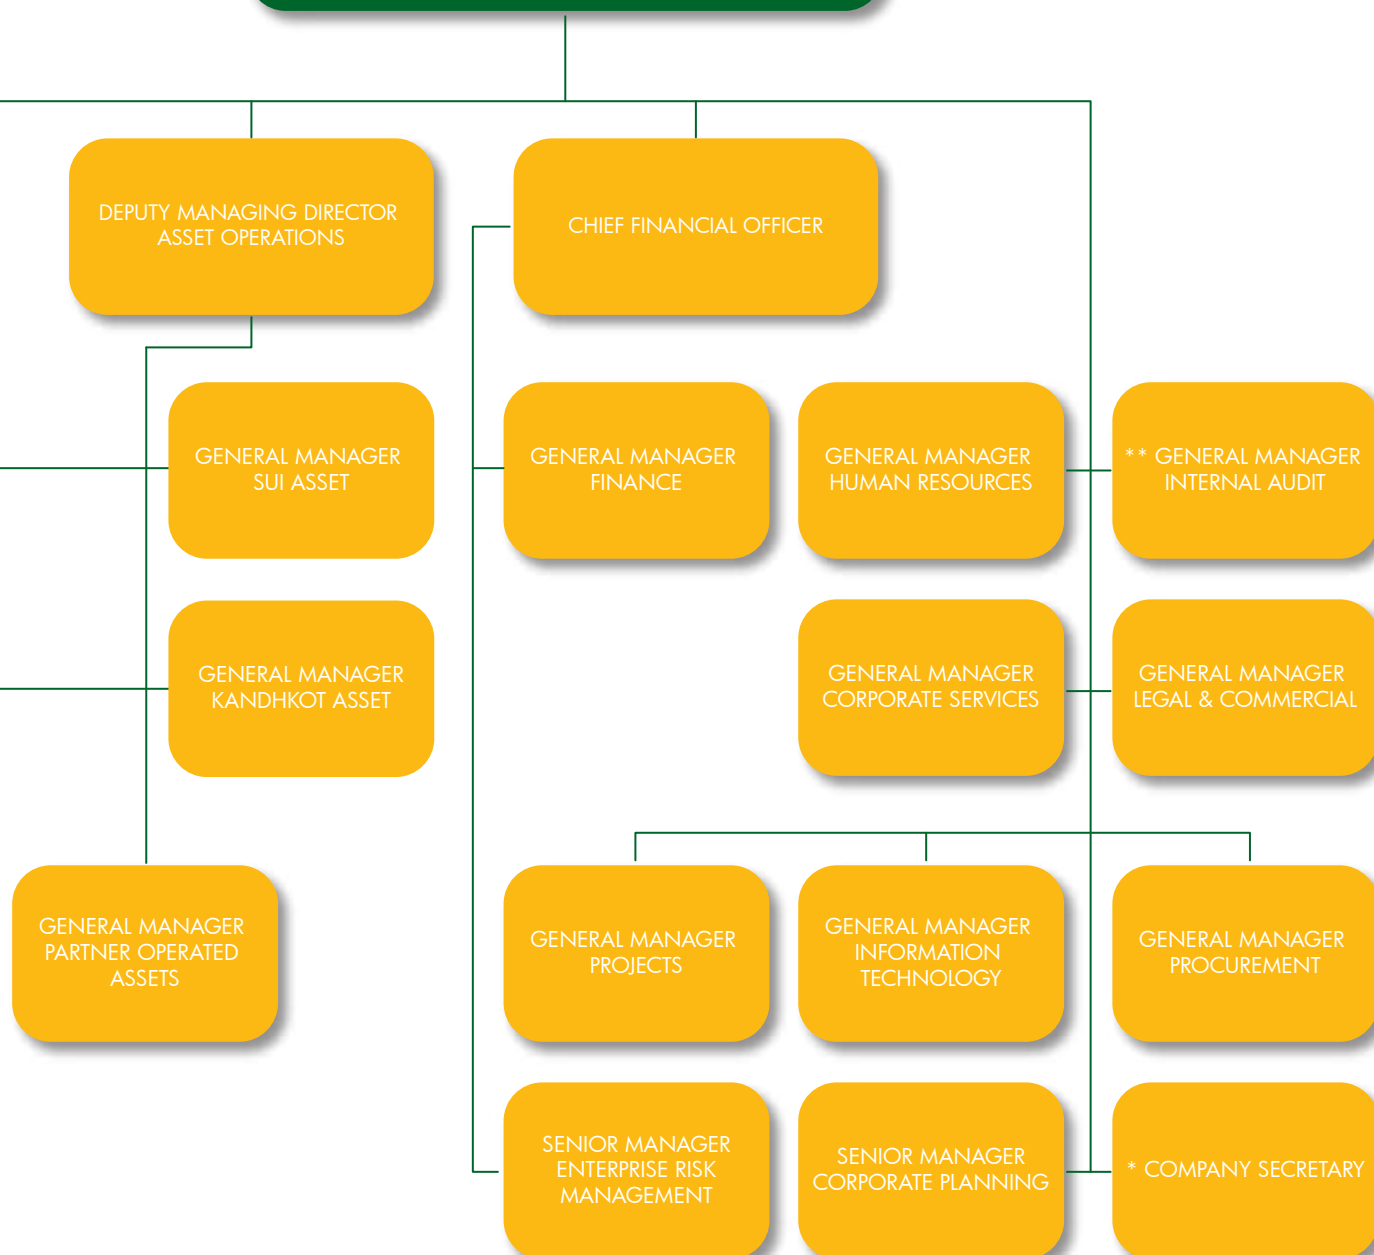 DEPUTY MANAGING DIRECTOR
ASSET OPERATIONS
CHIEF FINANCIAL OFFICER
GENERAL MANAGER
SUI ASSET
GENERAL MANAGER
FINANCE
GENERAL MANAGER
HUMAN RESOURCES
** GENERAL MANAGER
INTERNAL AUDIT
GENERAL MANAGER
KANDHKOT ASSET
GENERAL MANAGER
CORPORATE SERVICES
GENERAL MANAGER
LEGAL & COMMERCIAL
GENERAL MANAGER
PARTNER OPERATED
ASSETS
GENERAL MANAGER
PROJECTS
GENERAL MANAGER
INFORMATION
TECHNOLOGY
GENERAL MANAGER
PROCUREMENT
SENIOR MANAGER
ENTERPRISE RISK
MANAGEMENT
SENIOR MANAGER
CORPORATE PLANNING
* COMPANY SECRETARY